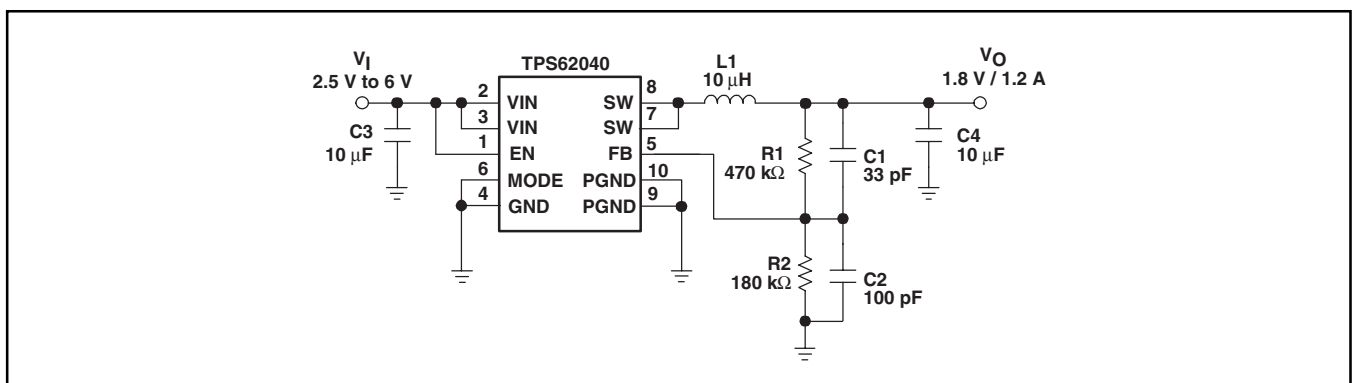 TPS62040
V_I
2.5 V to 6 V
C3
10 μF
2 VIN
3 VIN
1 EN
6 MODE
4 GND
SW 8
SW 7
FB 5
PGND 10
PGND 9
L1
10 μH
V_O
1.8 V / 1.2 A
R1
470 kΩ
C1
33 pF
C4
10 μF
R2
180 kΩ
C2
100 pF